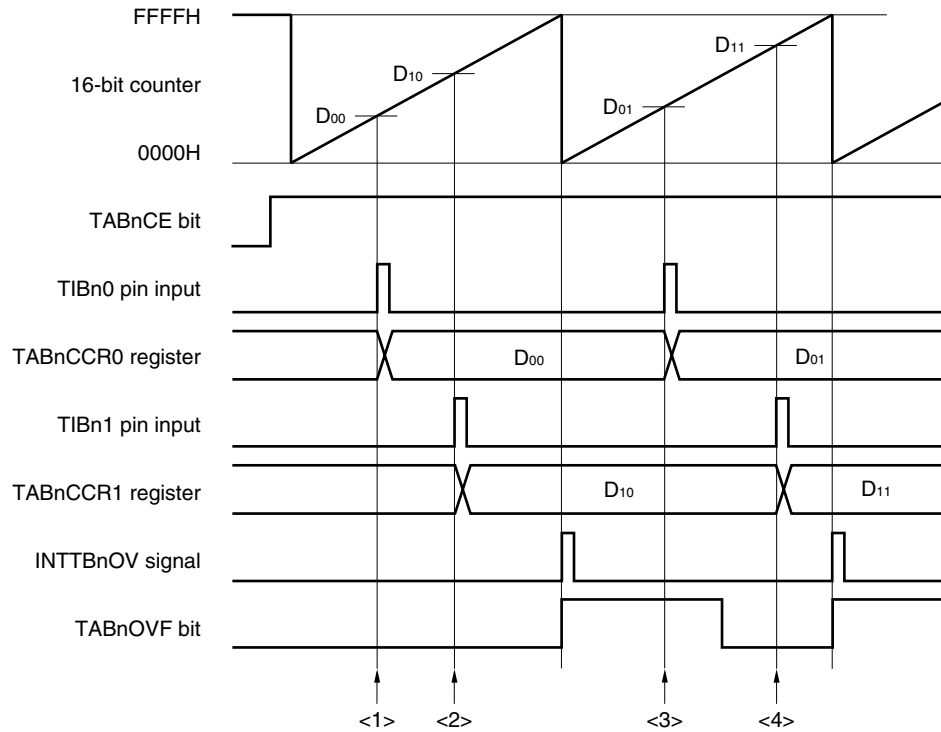 FFFFH
16-bit counter
0000H
D00
D10
D01
D11
TABnCE bit
TIBn0 pin input
TABnCCR0 register
D00
D01
TIBn1 pin input
TABnCCR1 register
D10
D11
INTTBnOV signal
TABnOVF bit
<1>
<2>
<3>
<4>